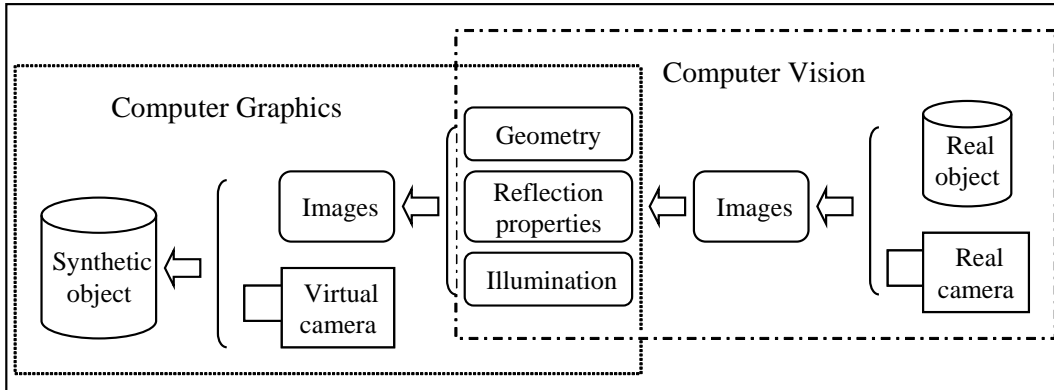 Computer Vision
Computer Graphics
Geometry
Reflection
properties
Illumination
Images
Images
Real
object
Real
camera
Synthetic
object
Virtual
camera